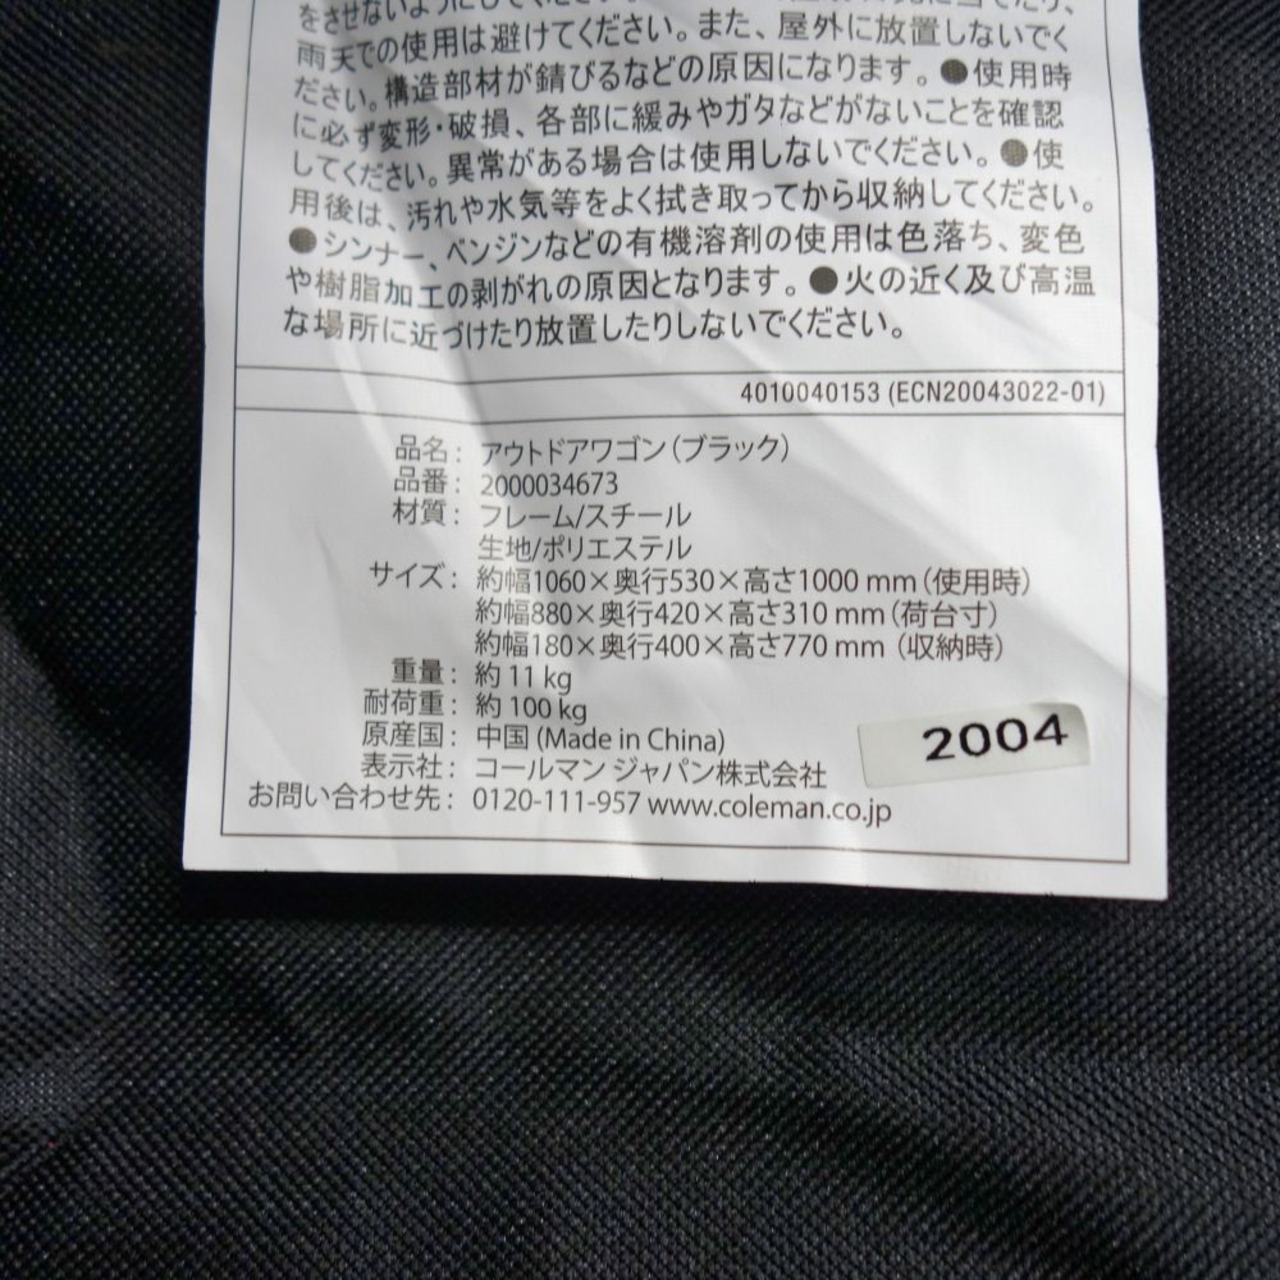 をさせないようにしてください。
雨天での使用は避けてください。また、屋外に放置しないでく
ださい。構造部材が錆びるなどの原因になります。●使用時
に必ず変形・破損、各部に緩みやガタなどがないことを確認
してください。異常がある場合は使用しないでください。●使
用後は、汚れや水気等をよく拭き取ってから収納してください。
●シンナー、ベンジンなどの有機溶剤の使用は色落ち、変色
や樹脂加工の剥がれの原因となります。●火の近く及び高温
な場所に近づけたり放置したりしないでください。
4010040153 (ECN20043022-01)
品名: アウトドアワゴン(ブラック)
品番: 2000034673
材質: フレーム/スチール
生地/ポリエステル
サイズ: 約幅1060×奥行530×高さ1000 mm(使用時)
約幅880×奥行420×高さ310 mm(荷台寸)
約幅180×奥行400×高さ770 mm (収納時)
重量: 約 11 kg
耐荷重: 約 100 kg
原産国: 中国 (Made in China)
2004
表示社: コールマン ジャパン株式会社
お問い合わせ先: 0120-111-957 www.coleman.co.jp